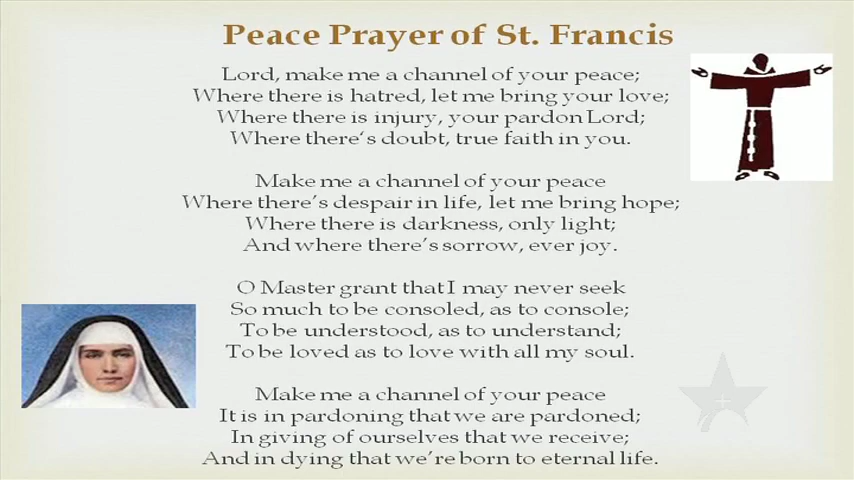 Peace Prayer of St. Francis
Lord, make me a channel of your peace;
Where there is hatred, let me bring your love;
Where there is injury, your pardon Lord;
Where there's doubt, true faith in you.
Make me a channel of your peace
Where there's despair in life, let me bring hope;
Where there is darkness, only light;
And where there's sorrow, ever joy.
O Master grant that I may never seek
So much to be consoled, as to console;
To be understood, as to understand;
To be loved as to love with all my soul.
Make me a channel of your peace
It is in pardoning that we are pardoned;
In giving of ourselves that we receive;
And in dying that we're born to eternal life.